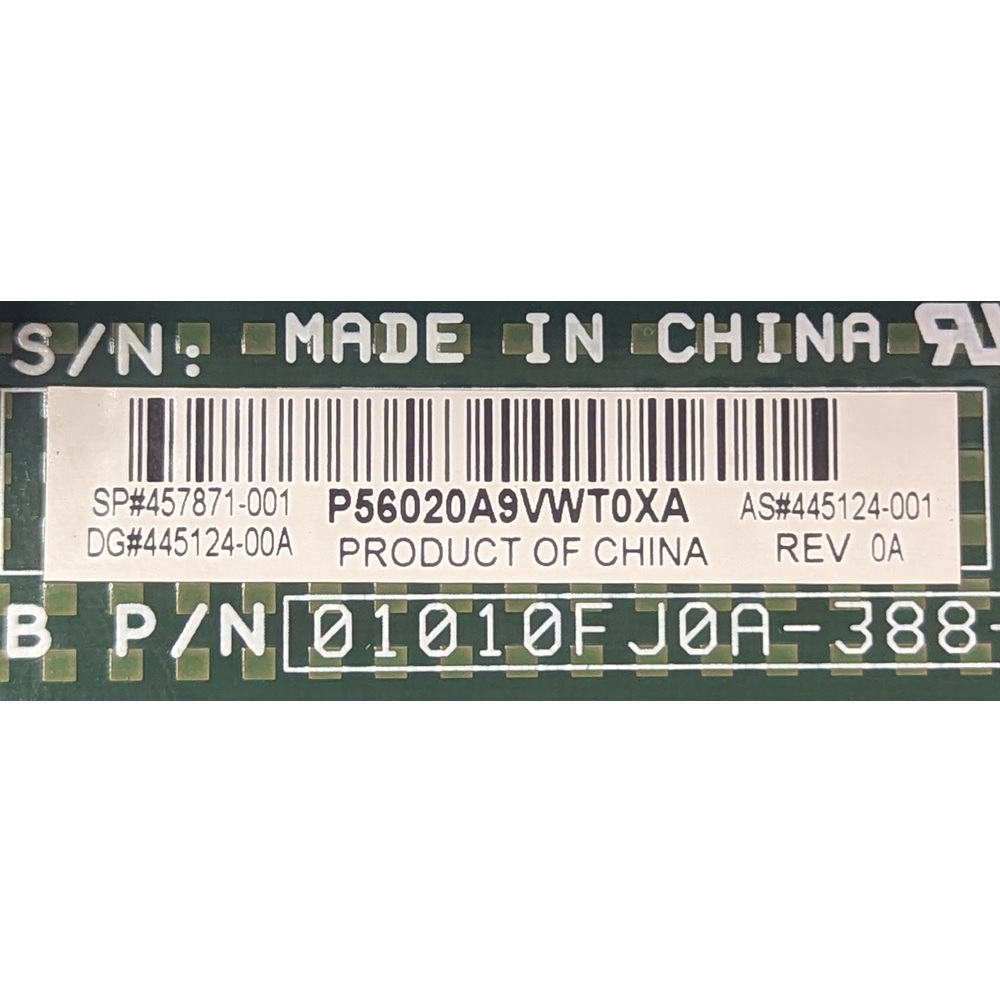 S/N: MADE IN CHINA
SP#457871-001 P56020A9VWT0XA AS#445124-001
DG#445124-00A PRODUCT OF CHINA REV 0A
B P/N 01010FJ0A-388-